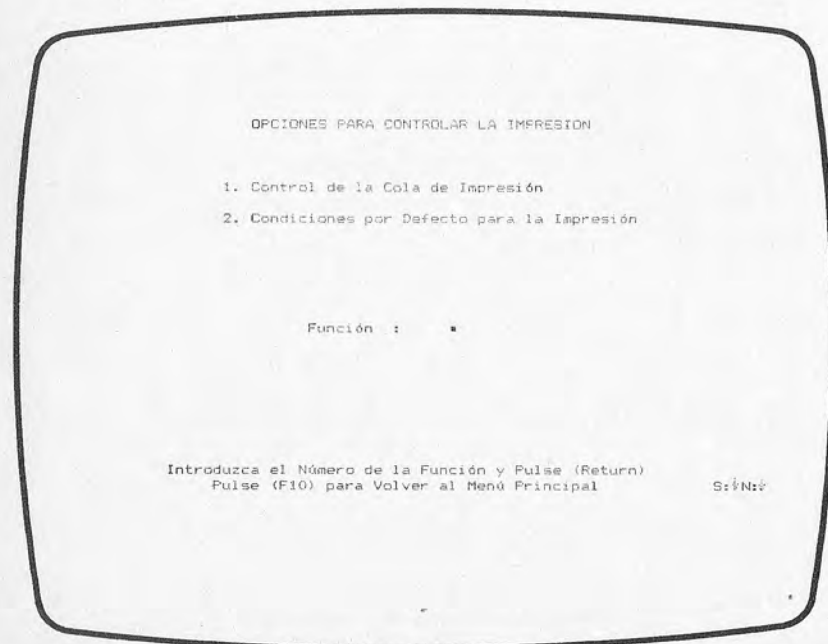 OPCIONES PARA CONTROLAR LA IMPRESION
1. Control de la Cola de Impresión
2. Condiciones por Defecto para la Impresión
Función :
Introduzca el Número de la Función y Pulse (Return)
Pulse (F10) para Volver al Menú Principal
S: N: